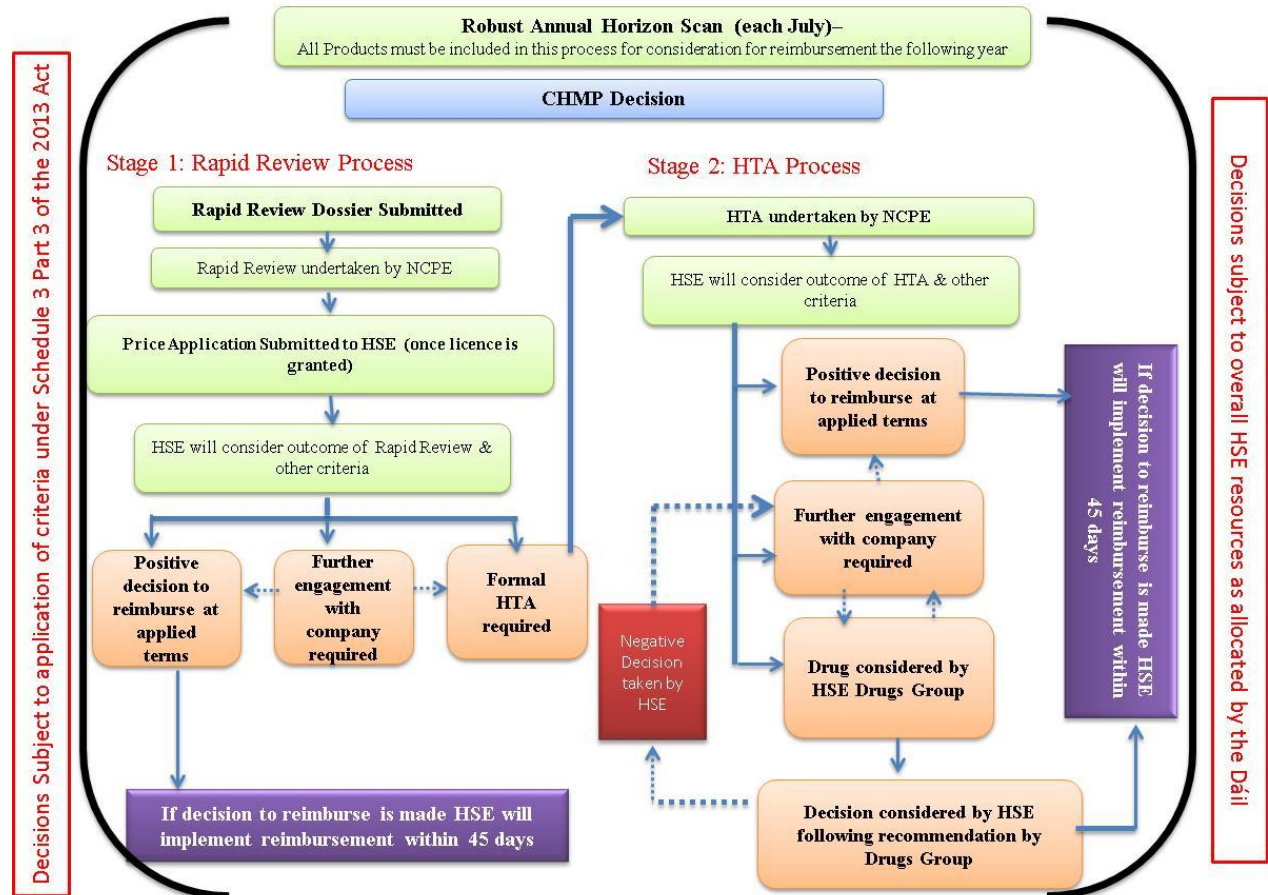 Robust Annual Horizon Scan (each July)–
All Products must be included in this process for consideration for reimbursement the following year
CHMP Decision
Decisions Subject to application of criteria under Schedule 3 Part 3 of the 2013 Act
Stage 1: Rapid Review Process
Rapid Review Dossier Submitted
Rapid Review undertaken by NCPE
Price Application Submitted to HSE (once licence is
granted)
HSE will consider outcome of Rapid Review &
other criteria
Positive
decision to
reimburse at
applied
terms
Further
engagement
with
company
required
Formal
HTA
required
If decision to reimburse is made HSE will
implement reimbursement within 45 days
Stage 2: HTA Process
HTA undertaken by NCPE
HSE will consider outcome of HTA & other
criteria
Positive decision
to reimburse at
applied terms
Further engagement
with company
required
Negative
Decision
taken by
HSE
Drug considered by
HSE Drugs Group
Decision considered by HSE
following recommendation by
Drugs Group
If decision to reimburse is made HSE
will implement reimbursement within
45 days
Decisions subject to overall HSE resources as allocated by the Dáil